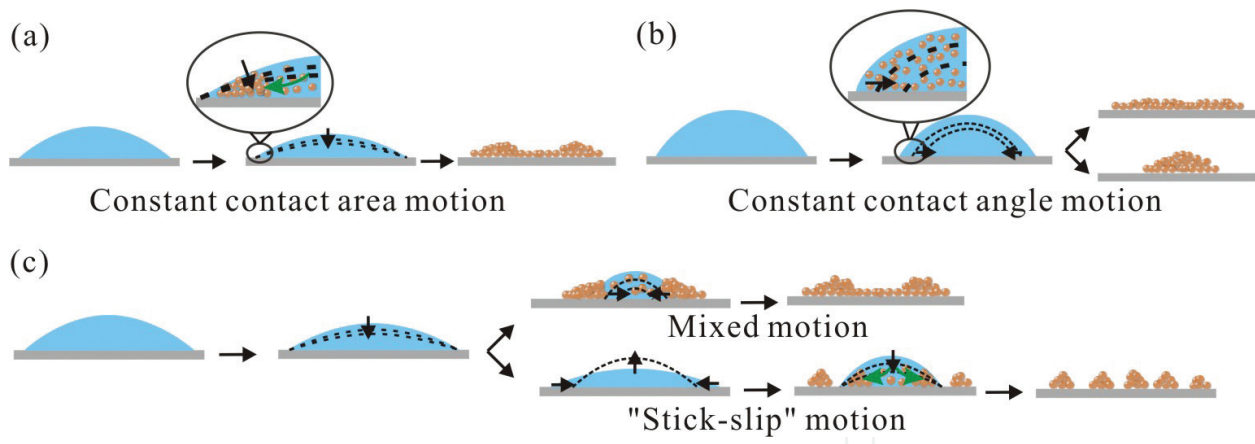 (a)
(b)
Constant contact area motion
Constant contact angle motion
(c)
Mixed motion
"Stick-slip" motion